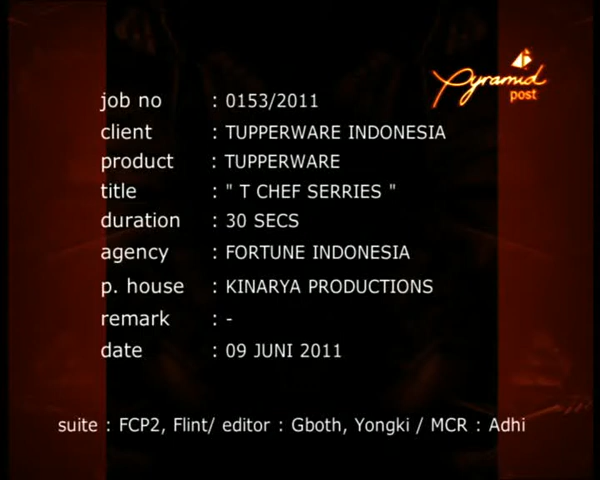 Pyramid
post
job no : 0153/2011
client : TUPPERWARE INDONESIA
product : TUPPERWARE
title : " T CHEF SERRIES "
duration : 30 SECS
agency : FORTUNE INDONESIA
p. house : KINARYA PRODUCTIONS
remark : -
date : 09 JUNI 2011
suite : FCP2, Flint/ editor : Gboth, Yongki / MCR : Adhi